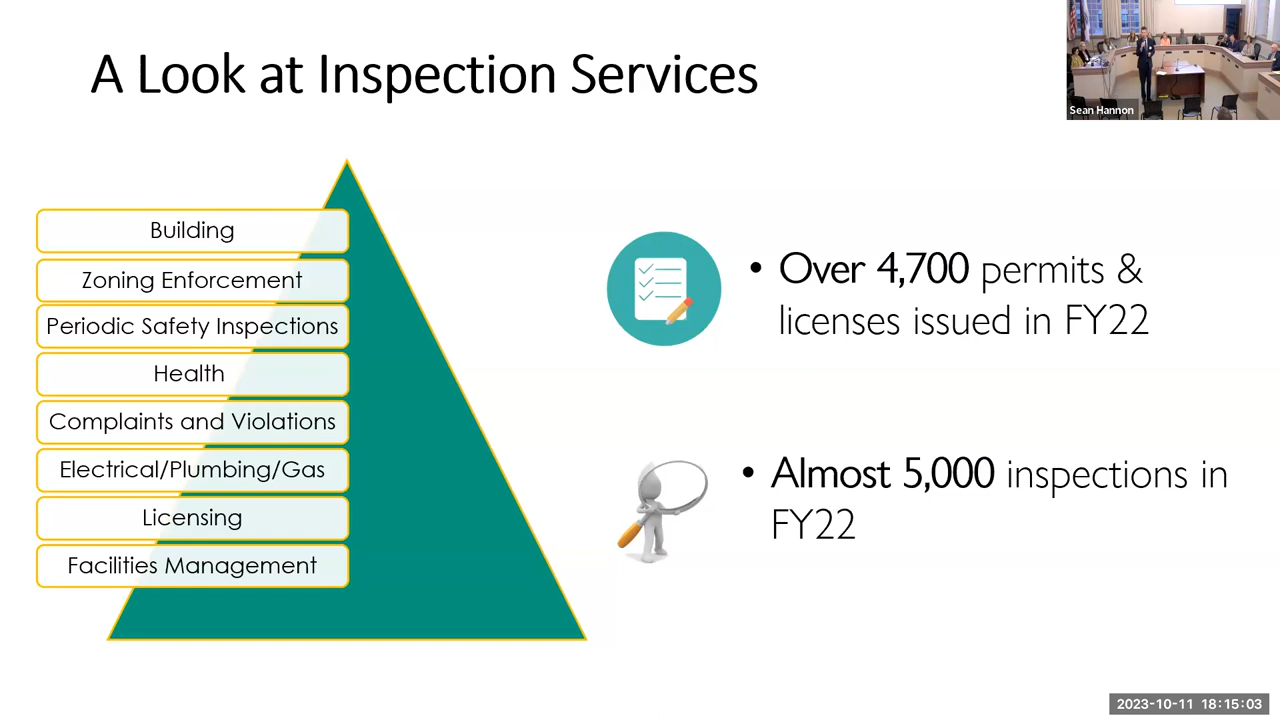 A Look at Inspection Services
Sean Hannon
Building
Zoning Enforcement
Periodic Safety Inspections
Health
Complaints and Violations
Electrical/Plumbing/Gas
Licensing
Facilities Management
• Over 4,700 permits &
licenses issued in FY22
• Almost 5,000 inspections in
FY22
2023-10-11 18:15:03